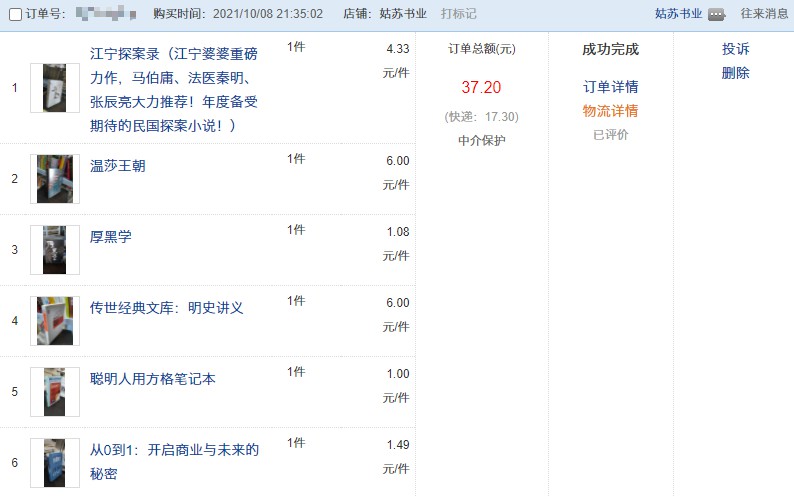 订单号： 购买时间：2021/10/08 21:35:02 店铺：姑苏书业 打标记 姑苏书业 往来消息
1
江宁探案录（江宁婆婆重磅
力作，马伯庸、法医秦明、
张辰亮大力推荐！年度备受
期待的民国探案小说！）
1件
4.33
元/件
订单总额(元)
37.20
(快递：17.30)
中介保护
成功完成
订单详情
物流详情
已评价
投诉
删除
2
温莎王朝
1件
6.00
元/件
3
厚黑学
1件
1.08
元/件
4
传世经典文库：明史讲义
1件
6.00
元/件
5
聪明人用方格笔记本
1件
1.00
元/件
6
从0到1：开启商业与未来的
秘密
1件
1.49
元/件